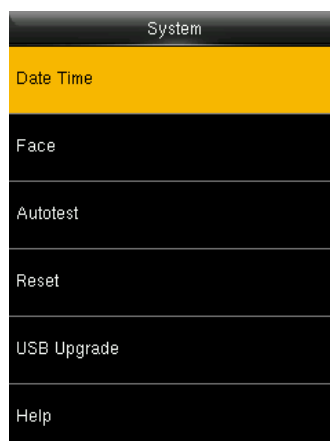 System
Date Time
Face
Autotest
Reset
USB Upgrade
Help